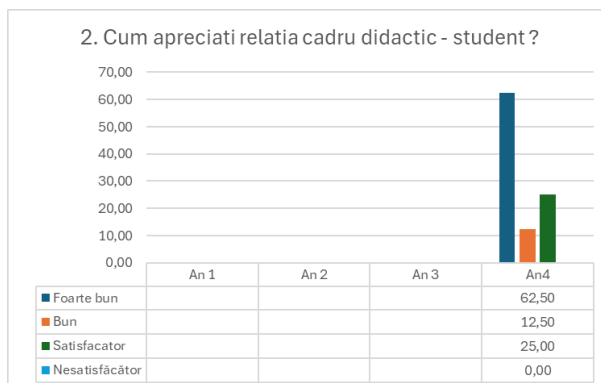 2. Cum apreciati relatia cadru didactic - student ?
70,00
60,00
50,00
40,00
30,00
20,00
10,00
0,00
An 1 An 2 An 3 An4
Foarte bun 62,50
Bun 12,50
Satisfacator 25,00
Nesatisfăcător 0,00